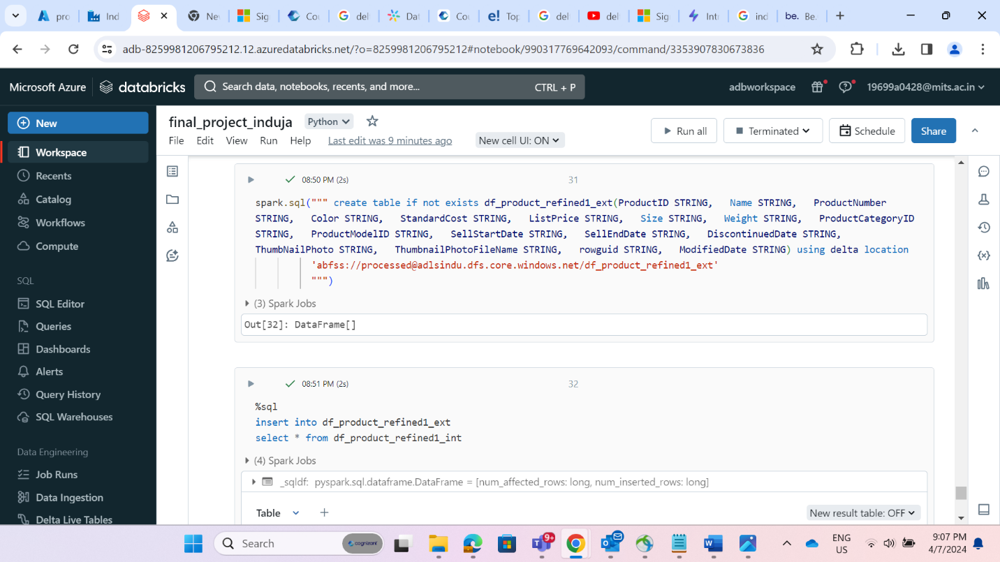 pro
Ind
Nev
Sig
Cou
del
Dat
Cou
Top
delt
del
Sig
Intr
ind
be. Be.
adb-8259981206795212.12.azuredatabricks.net/?o=8259981206795212#notebook/990317769642093/command/3353907830673836
Microsoft Azure databricks Search data, notebooks, recents, and more... CTRL + P adbworkspace 19699a0428@mits.ac.in
New
Workspace
Recents
Catalog
Workflows
Compute
SQL
SQL Editor
Queries
Dashboards
Alerts
Query History
SQL Warehouses
Data Engineering
Job Runs
Data Ingestion
Delta Live Tables
final_project_induja Python
File Edit View Run Help Last edit was 9 minutes ago New cell UI: ON
Run all Terminated Schedule Share
08:50 PM (2s) 31
spark.sql(""" create table if not exists df_product_refined1_ext(ProductID STRING, Name STRING, ProductNumber
STRING, Color STRING, StandardCost STRING, ListPrice STRING, Size STRING, Weight STRING, ProductCategoryID
STRING, ProductModelID STRING, SellStartDate STRING, SellEndDate STRING, DiscontinuedDate STRING,
ThumbNailPhoto STRING, ThumbnailPhotoFileName STRING, rowguid STRING, ModifiedDate STRING) using delta location
'abfss://processed@adlsindu.dfs.core.windows.net/df_product_refined1_ext'
""")
(3) Spark Jobs
Out[32]: DataFrame[]
08:51 PM (2s) 32
%sql
insert into df_product_refined1_ext
select * from df_product_refined1_int
(4) Spark Jobs
_sqldf: pyspark.sql.dataframe.DataFrame = [num_affected_rows: long, num_inserted_rows: long]
Table + New result table: OFF
Search cognizant 9+ ENG 9:07 PM
US 4/7/2024